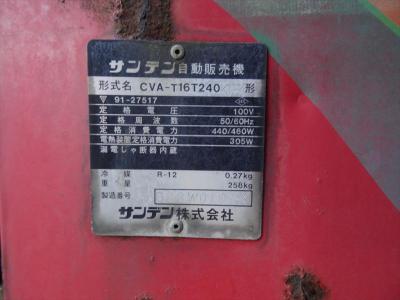 サンデン自動販売機
形式名 CVA-T16T240 形
▽ 91-27517
定格電圧 100V
定格周波数 50/60Hz
定格消費電力 440/460W
電熱装置定格消費電力 305W
漏電しゃ断器内蔵
冷媒 R-12 0.27kg
重量 258kg
製造番号
サンデン株式会社